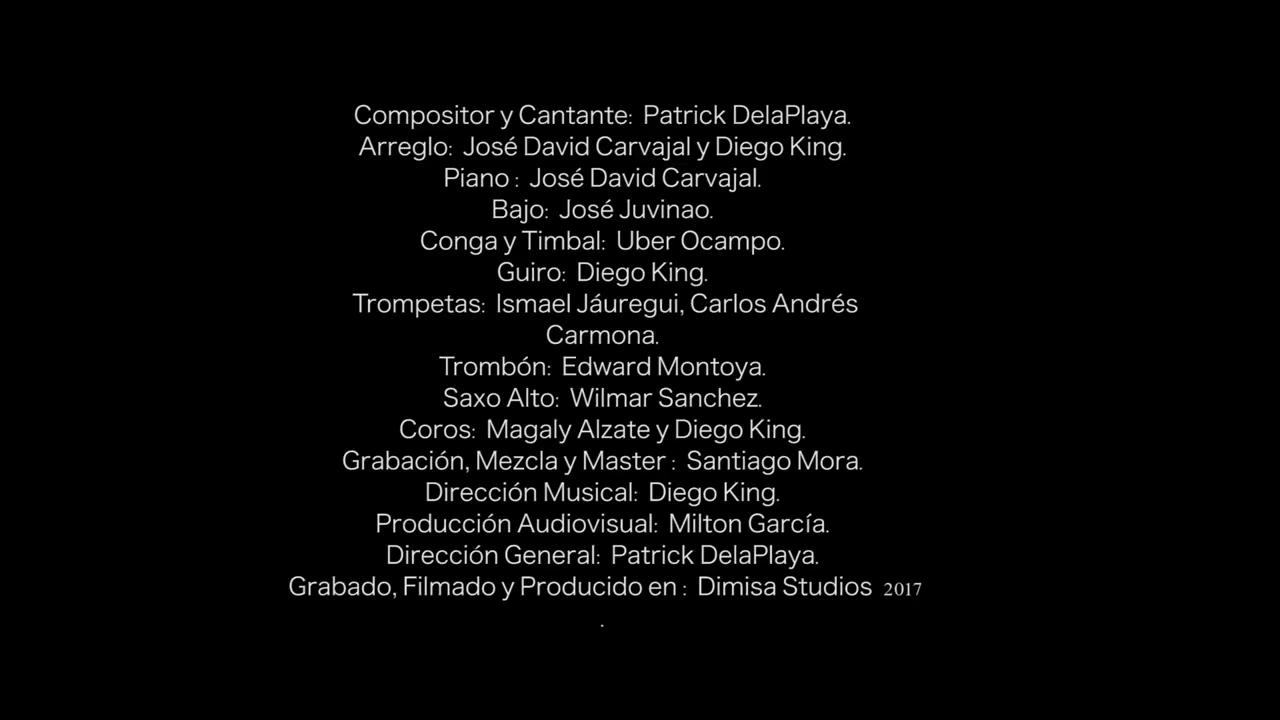 Compositor y Cantante: Patrick DelaPlaya.
Arreglo: José David Carvajal y Diego King.
Piano : José David Carvajal.
Bajo: José Juvinao.
Conga y Timbal: Uber Ocampo.
Guiro: Diego King.
Trompetas: Ismael Jáuregui, Carlos Andrés
Carmona.
Trombón: Edward Montoya.
Saxo Alto: Wilmar Sanchez.
Coros: Magaly Alzate y Diego King.
Grabación, Mezcla y Master : Santiago Mora.
Dirección Musical: Diego King.
Producción Audiovisual: Milton García.
Dirección General: Patrick DelaPlaya.
Grabado, Filmado y Producido en : Dimisa Studios 2017
.